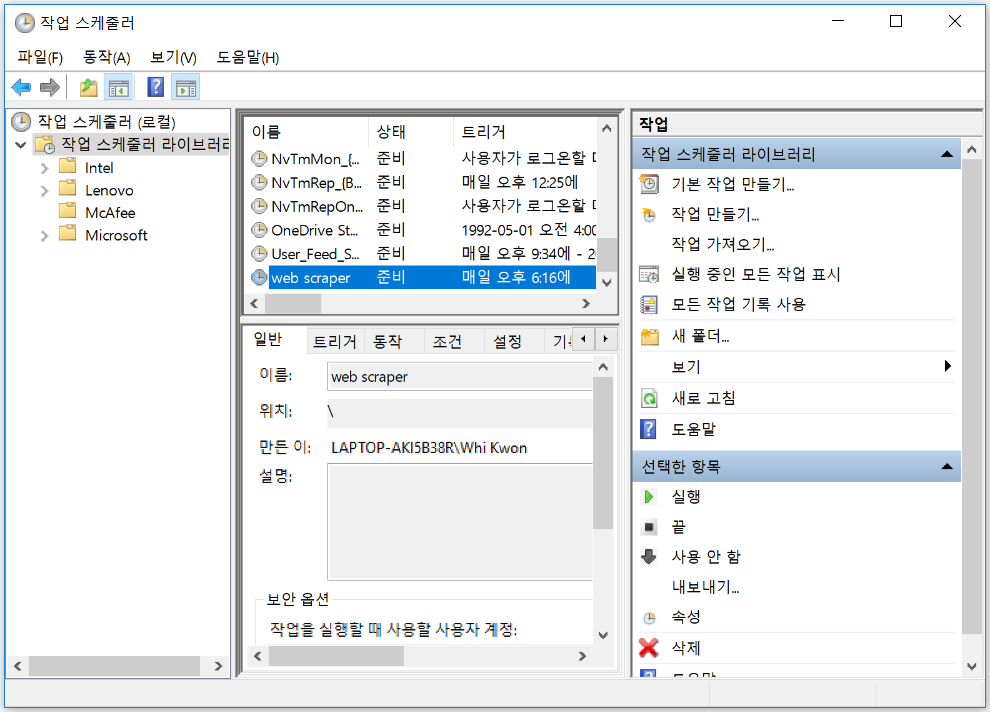 작업 스케줄러
파일(F) 동작(A) 보기(V) 도움말(H)
작업 스케줄러 (로컬)
작업 스케줄러 라이브러리
Intel
Lenovo
McAfee
Microsoft
이름 상태 트리거
NvTmMon_{... 준비 사용자가 로그온할
NvTmRep_{B... 준비 매일 오후 12:25에
NvTmRepOn... 준비 사용자가 로그온할
OneDrive St... 준비 1992-05-01 오전 4:00
User_Feed_S... 준비 매일 오후 9:34에 - 2
web scraper 준비 매일 오후 6:16에
일반 트리거 동작 조건 설정
이름: web scraper
위치: \
만든 이: LAPTOP-AKI5B38R\Whi Kwon
설명:
보안 옵션
작업을 실행할 때 사용할 사용자 계정:
작업
작업 스케줄러 라이브러리
기본 작업 만들기...
작업 만들기...
작업 가져오기...
실행 중인 모든 작업 표시
모든 작업 기록 사용
새 폴더...
보기
새로 고침
도움말
선택한 항목
실행
끝
사용 안 함
내보내기...
속성
삭제
도움말